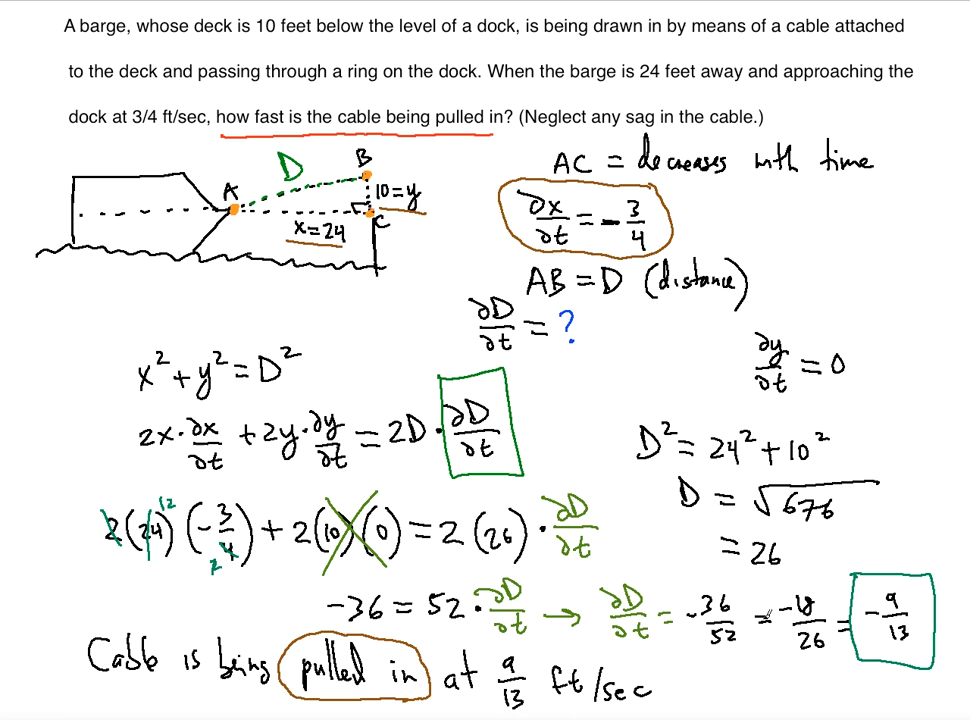 A barge, whose deck is 10 feet below the level of a dock, is being drawn in by means of a cable attached
to the deck and passing through a ring on the dock. When the barge is 24 feet away and approaching the
dock at 3/4 ft/sec, how fast is the cable being pulled in? (Neglect any sag in the cable.)
AC = decreases with time
D
B
A
10=y
C
x=24
∂x/∂t = -3/4
AB = D (distance)
∂D/∂t = ?
∂y/∂t = 0
x² + y² = D²
2x · ∂x/∂t + 2y · ∂y/∂t = 2D · ∂D/∂t
D² = 24² + 10²
D = √676
= 26
12
2(24)(-3/4) + 2(10)(0) = 2(26) · ∂D/∂t
2
-36 = 52 · ∂D/∂t → ∂D/∂t = -36/52 = -18/26 = -9/13
Cable is being pulled in at 9/13 ft/sec